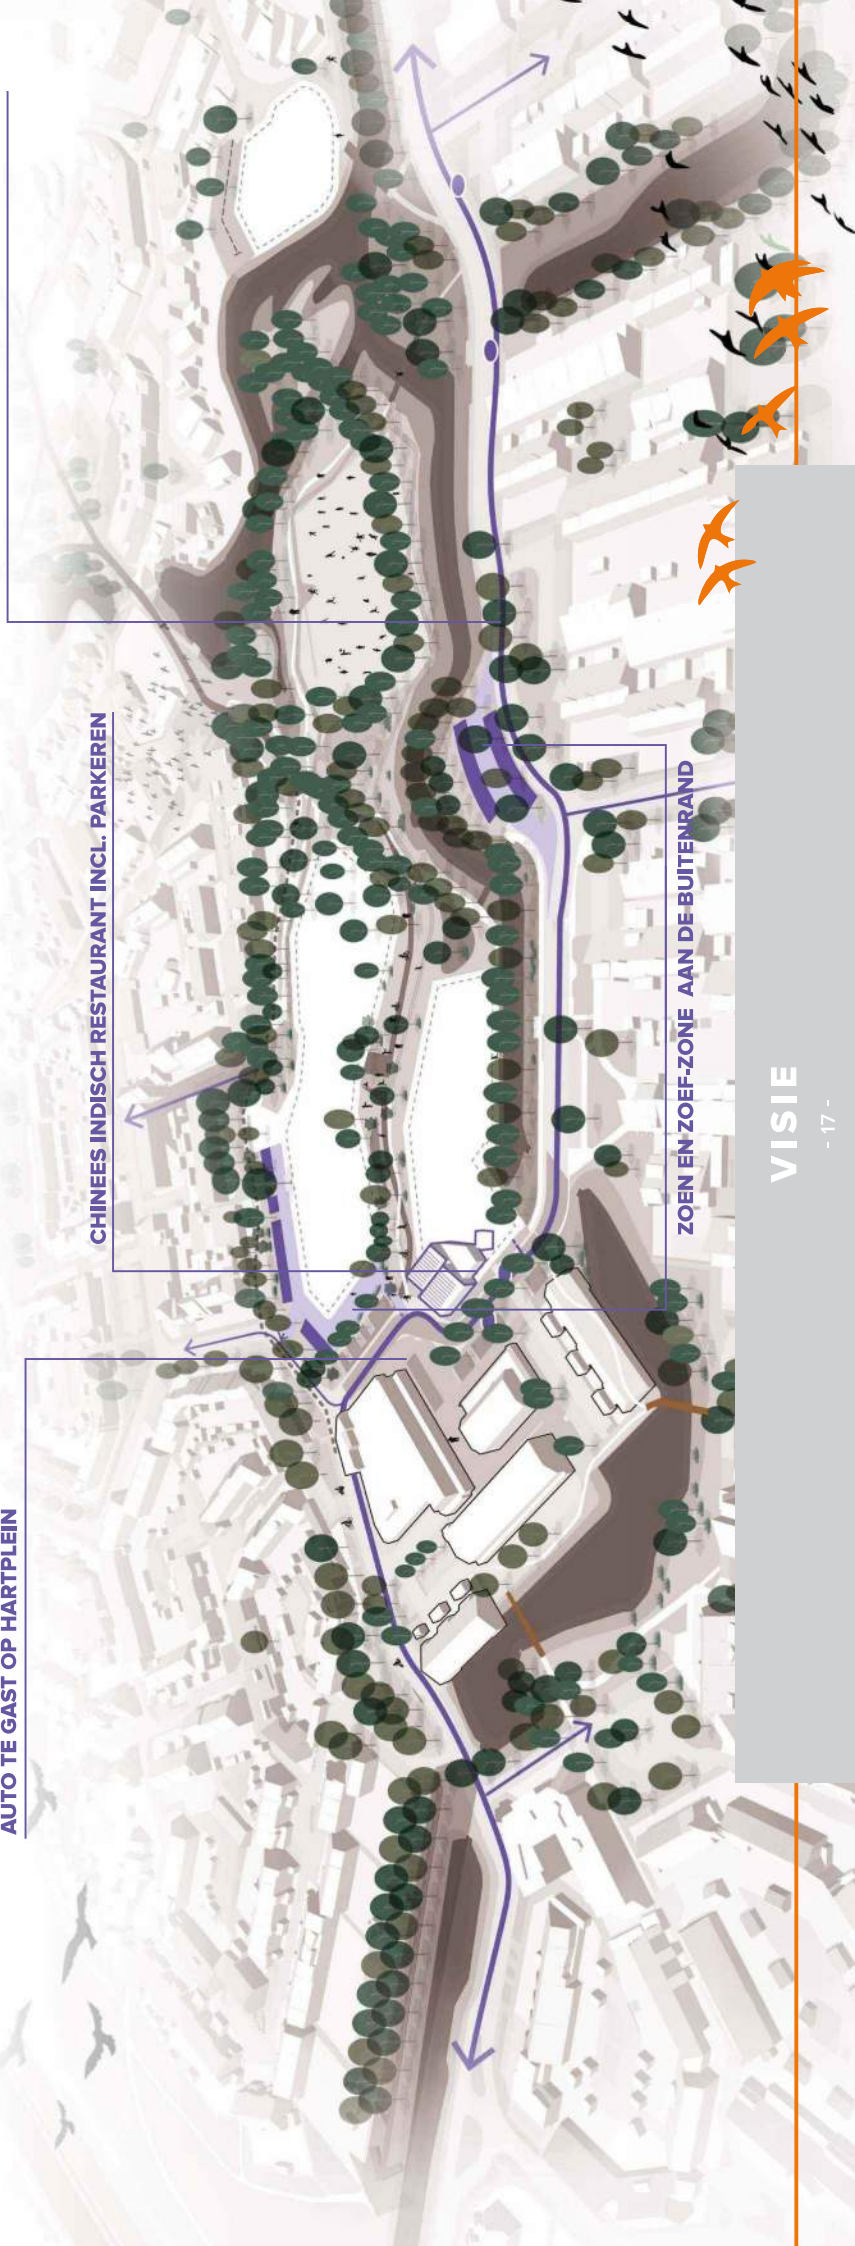 AUTO TE GAST OP HARTPLEIN
CHINEES INDISCH RESTAURANT INCL. PARKEREN
ZOEN EN ZOEF-ZONE AAN DE BUITENRAND
VISIE
- 17 -